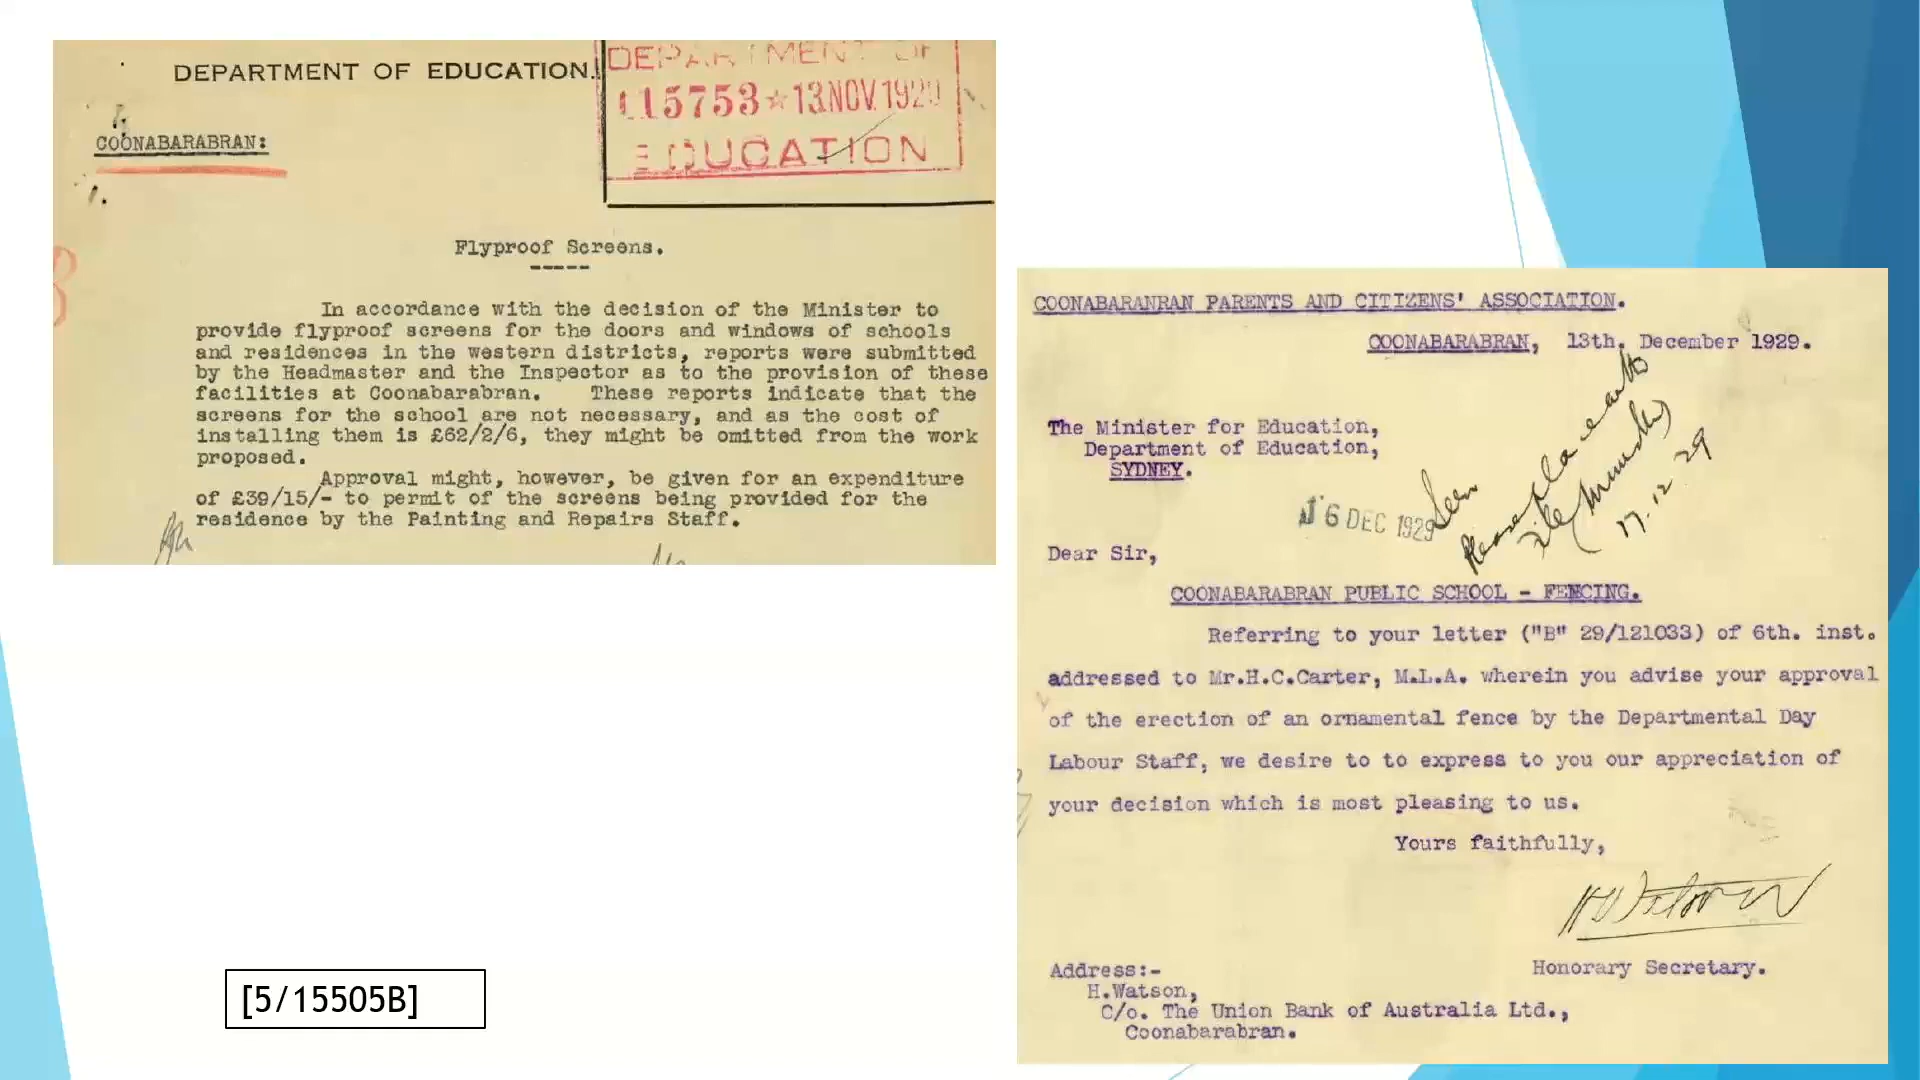 DEPARTMENT OF EDUCATION.
DEPARTMENT OF
115753 ☆ 13.NOV.1929
EDUCATION
COONABARABRAN:
Flyproof Screens.
-----
In accordance with the decision of the Minister to
provide flyproof screens for the doors and windows of schools
and residences in the western districts, reports were submitted
by the Headmaster and the Inspector as to the provision of these
facilities at Coonabarabran. These reports indicate that the
screens for the school are not necessary, and as the cost of
installing them is £62/2/6, they might be omitted from the work
proposed.
Approval might, however, be given for an expenditure
of £39/15/- to permit of the screens being provided for the
residence by the Painting and Repairs Staff.
[5/15505B]
COONABARANRAN PARENTS AND CITIZENS' ASSOCIATION.
COONABARABRAN, 13th. December 1929.
The Minister for Education,
Department of Education,
SYDNEY.
16 DEC 1929
Seen
Please place with
file
17.12.29
Dear Sir,
COONABARABRAN PUBLIC SCHOOL - FENCING.
Referring to your letter ("B" 29/121033) of 6th. inst.
addressed to Mr.H.C.Carter, M.L.A. wherein you advise your approval
of the erection of an ornamental fence by the Departmental Day
Labour Staff, we desire to to express to you our appreciation of
your decision which is most pleasing to us.
Yours faithfully,
HWatson
Honorary Secretary.
Address:-
H.Watson,
C/o. The Union Bank of Australia Ltd.,
Coonabarabran.